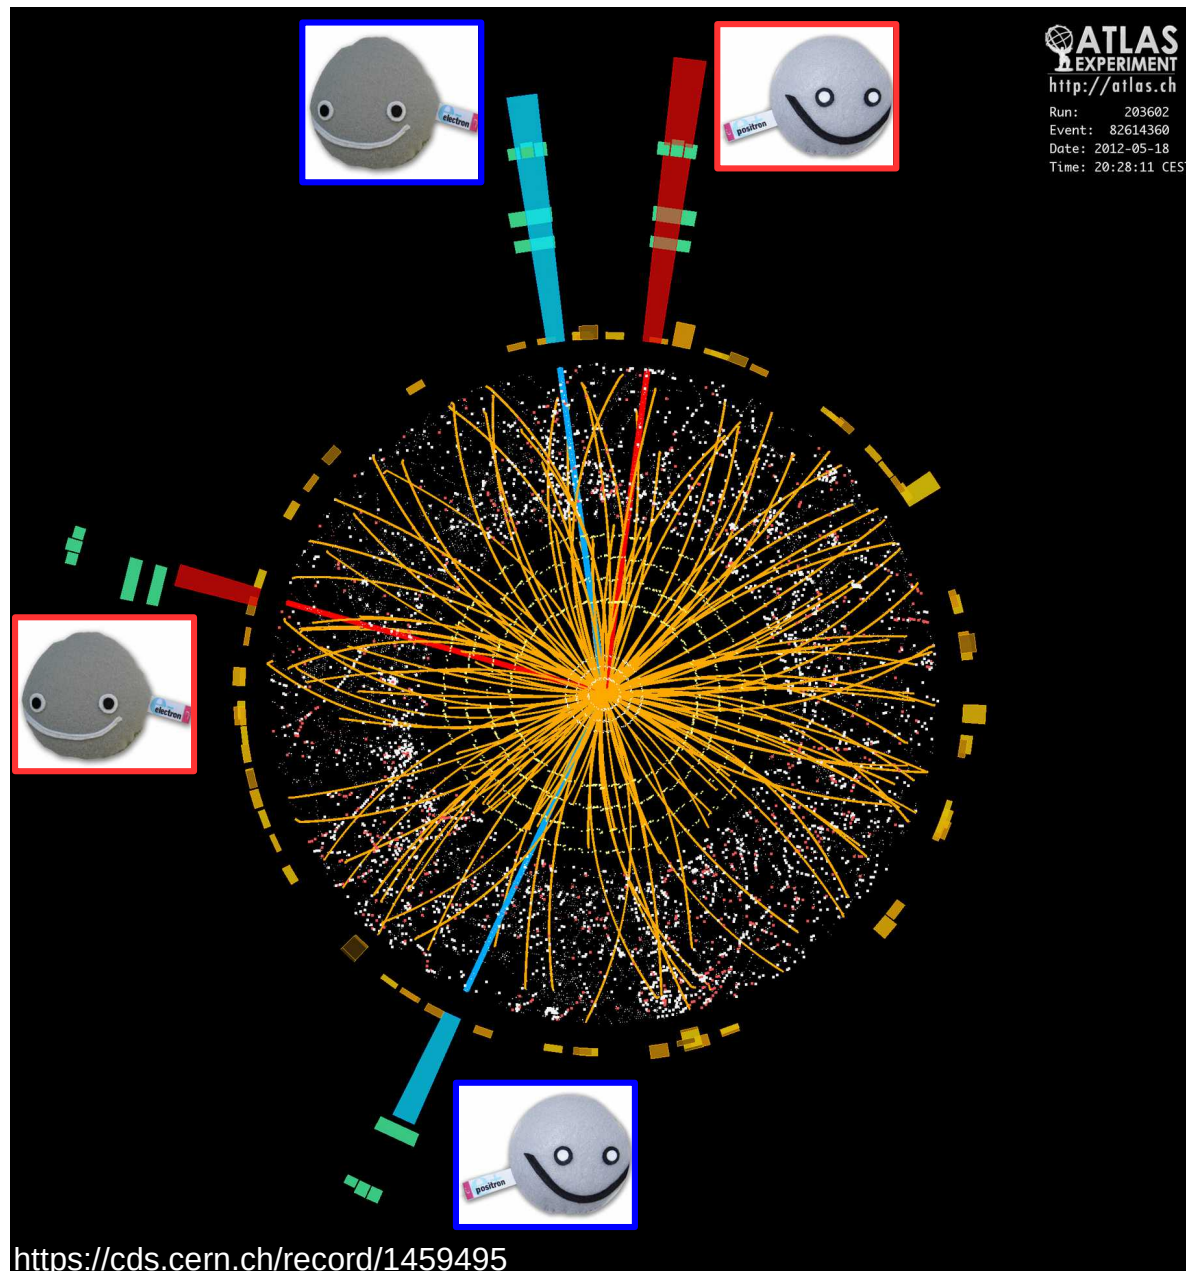 electron
positron
ATLAS
EXPERIMENT
http://atlas.ch
Run: 203602
Event: 82614360
Date: 2012-05-18
Time: 20:28:11 CEST
electron
positron
https://cds.cern.ch/record/1459495